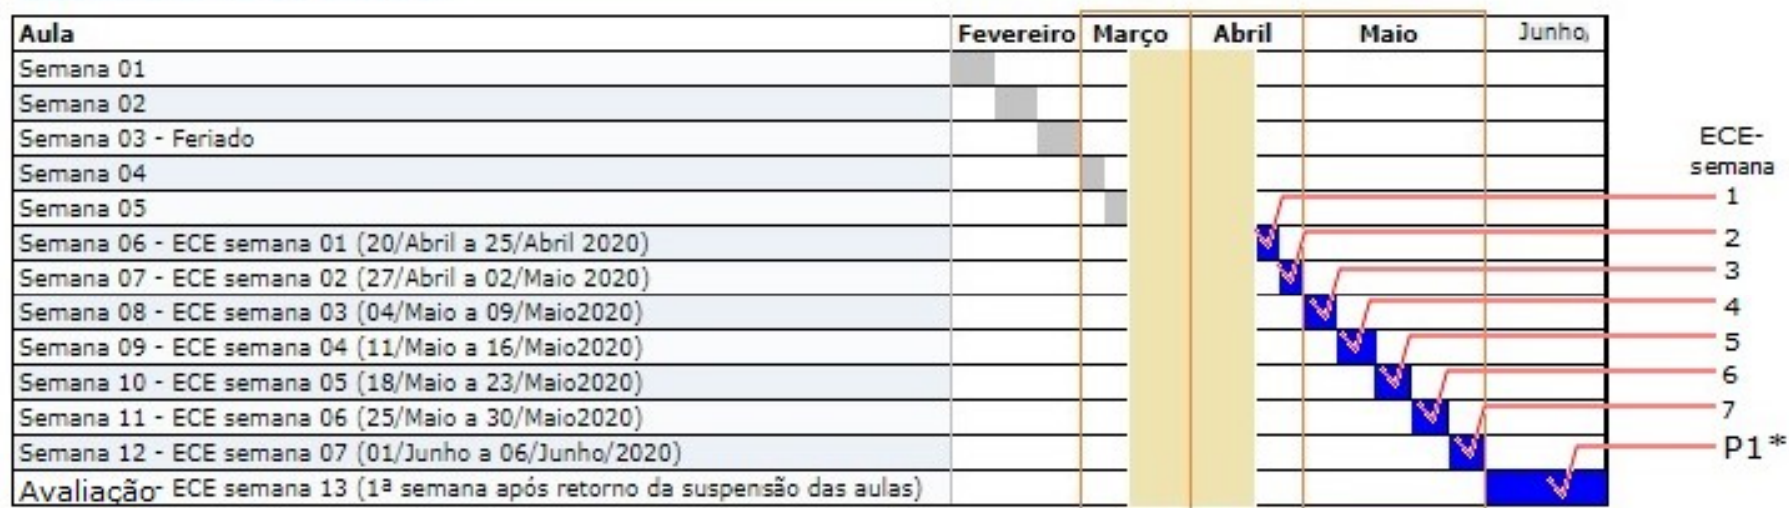 Aula Fevereiro Março Abril Maio Junho,
Semana 01
Semana 02
Semana 03 - Feriado
ECE-
semana
Semana 04
Semana 05
1
Semana 06 - ECE semana 01 (20/Abril a 25/Abril 2020)
2
Semana 07 - ECE semana 02 (27/Abril a 02/Maio 2020)
3
Semana 08 - ECE semana 03 (04/Maio a 09/Maio2020)
4
Semana 09 - ECE semana 04 (11/Maio a 16/Maio2020)
5
Semana 10 - ECE semana 05 (18/Maio a 23/Maio2020)
6
Semana 11 - ECE semana 06 (25/Maio a 30/Maio2020)
7
Semana 12 - ECE semana 07 (01/Junho a 06/Junho/2020)
P1*
Avaliação- ECE semana 13 (1ª semana após retorno da suspensão das aulas)